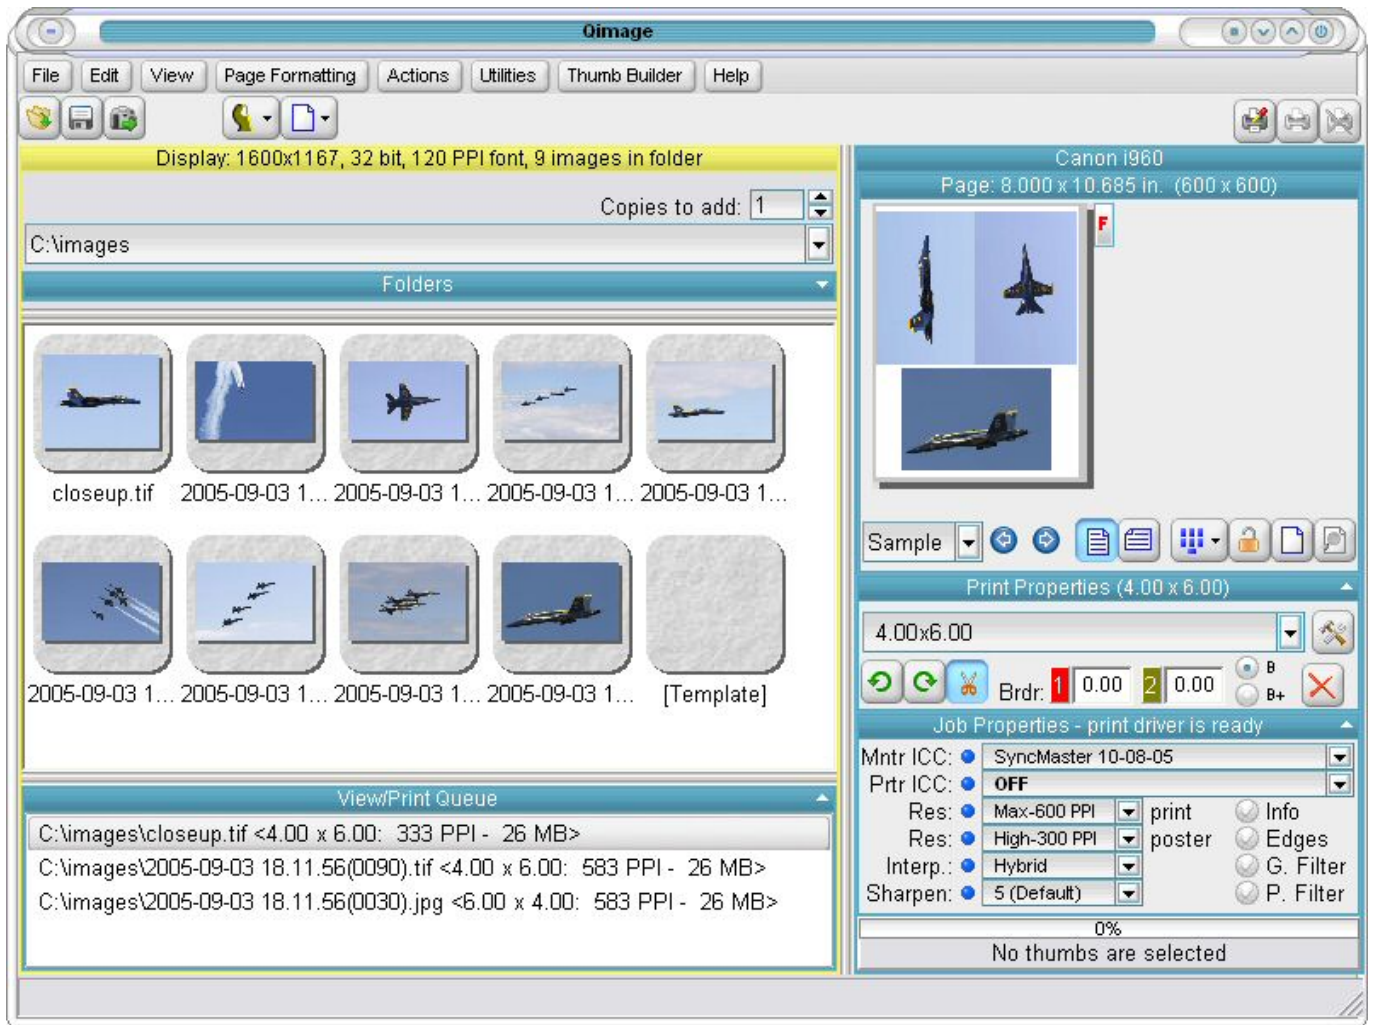 Qimage
File Edit View Page Formatting Actions Utilities Thumb Builder Help
Display: 1600x1167, 32 bit, 120 PPI font, 9 images in folder
Copies to add: 1
C:\images
Folders
closeup.tif 2005-09-03 1... 2005-09-03 1... 2005-09-03 1... 2005-09-03 1...
2005-09-03 1... 2005-09-03 1... 2005-09-03 1... 2005-09-03 1... [Template]
View/Print Queue
C:\images\closeup.tif <4.00 x 6.00:  333 PPI -  26 MB>
C:\images\2005-09-03 18.11.56(0090).tif <4.00 x 6.00:  583 PPI -  26 MB>
C:\images\2005-09-03 18.11.56(0030).jpg <6.00 x 4.00:  583 PPI -  26 MB>
Canon i960
Page: 8.000 x 10.685 in.  (600 x 600)
F
Sample
Print Properties (4.00 x 6.00)
4.00x6.00
Brdr: 1 0.00 2 0.00 B
B+
Job Properties - print driver is ready
Mntr ICC: SyncMaster 10-08-05
Prtr ICC: OFF
Res: Max-600 PPI print Info
Res: High-300 PPI poster Edges
Interp.: Hybrid G. Filter
Sharpen: 5 (Default) P. Filter
0%
No thumbs are selected